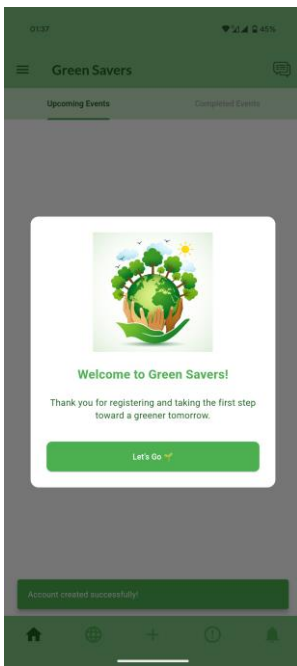 01:37
45%
Green Savers
Upcoming Events
Completed Events
Welcome to Green Savers!
Thank you for registering and taking the first step
toward a greener tomorrow.
Let's Go 🌱
Account created successfully!